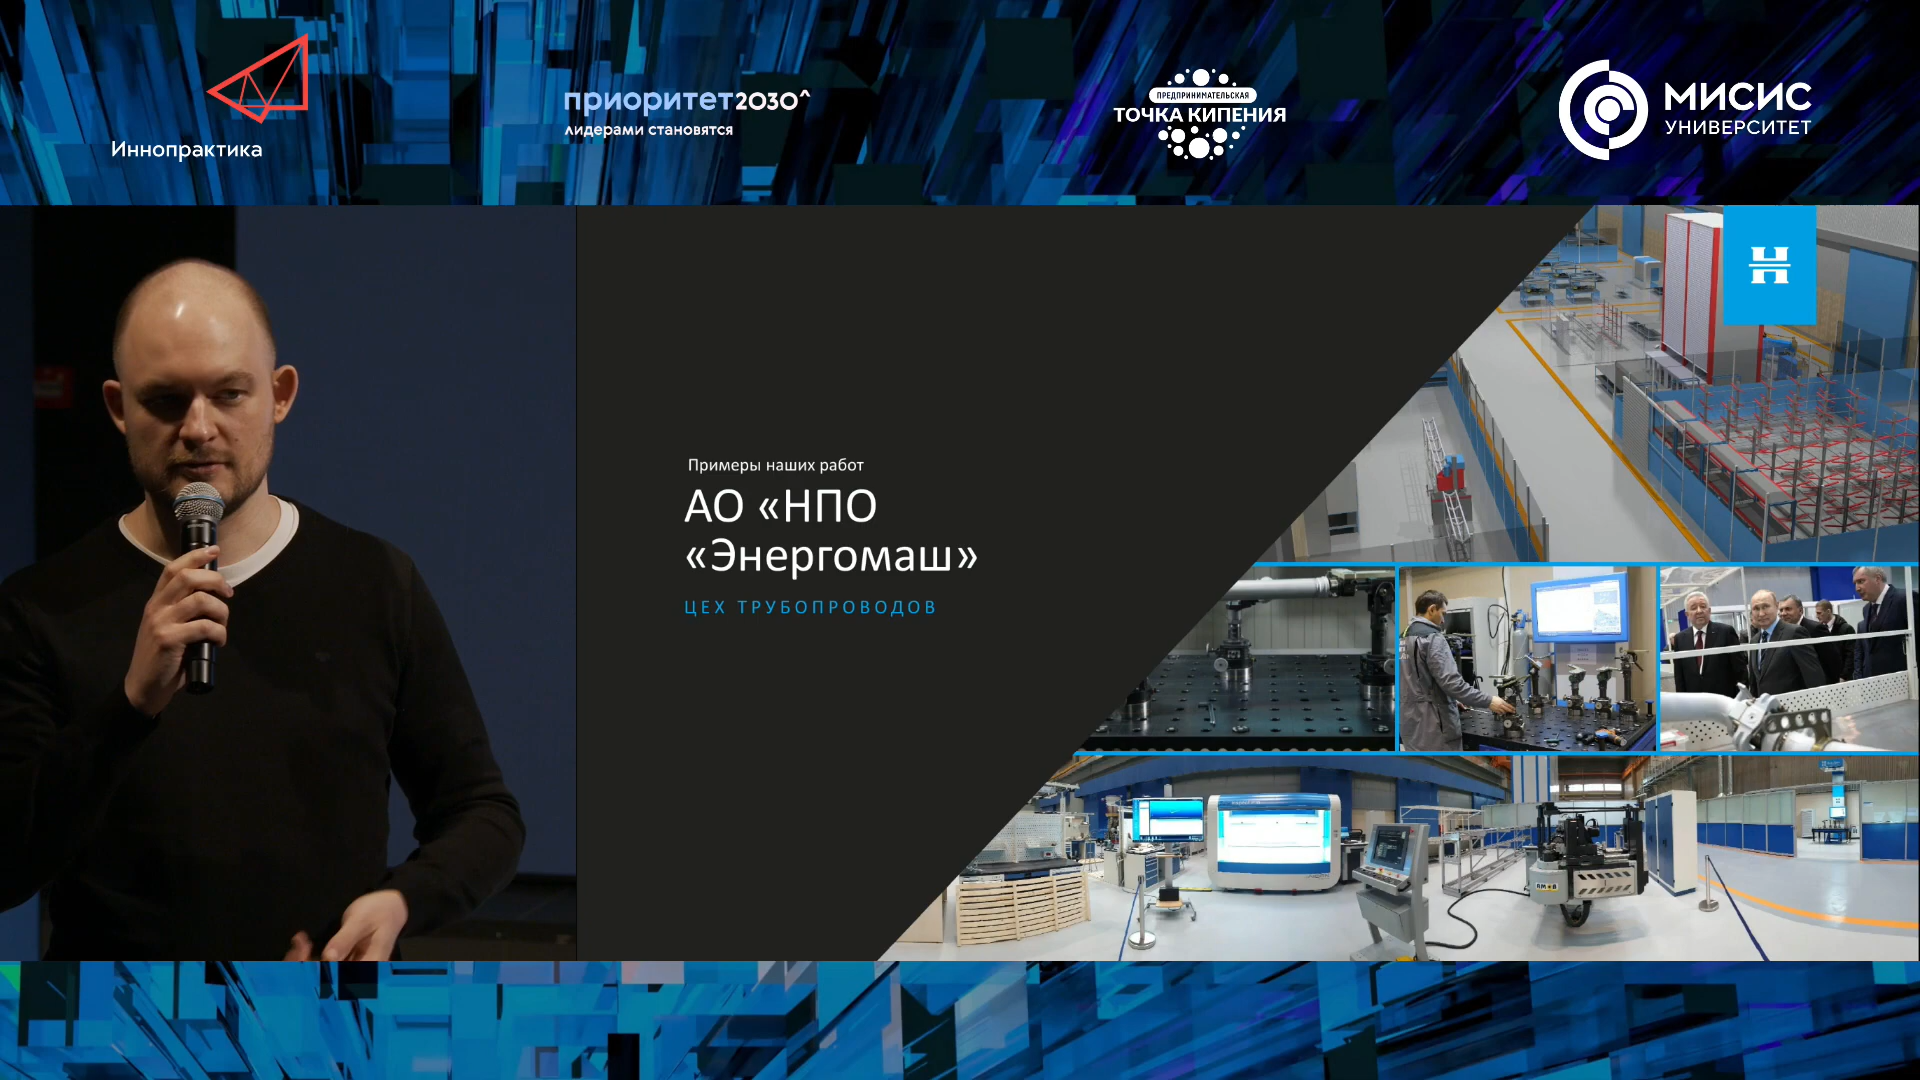 Иннопрактика
приоритет2030^
лидерами становятся
ПРЕДПРИНИМАТЕЛЬСКАЯ
ТОЧКА КИПЕНИЯ
МИСИС
УНИВЕРСИТЕТ
Н
Примеры наших работ
АО «НПО
«Энергомаш»
ЦЕХ ТРУБОПРОВОДОВ